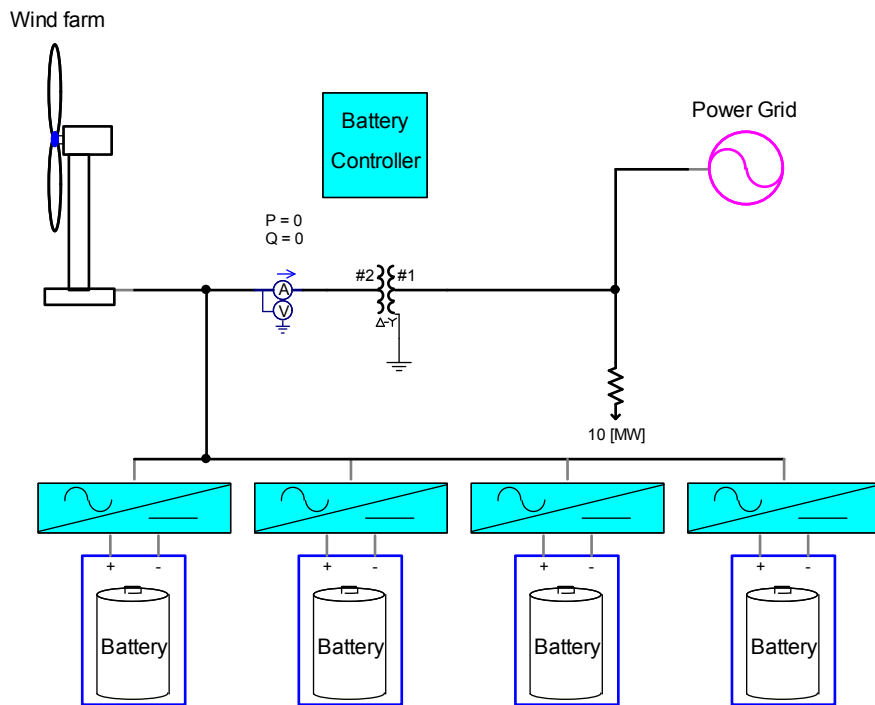 Wind farm
Battery
Controller
Power Grid
P = 0
Q = 0
#2 #1
A
V
Δ-Y
10 [MW]
+ - + - + - + -
Battery Battery Battery Battery